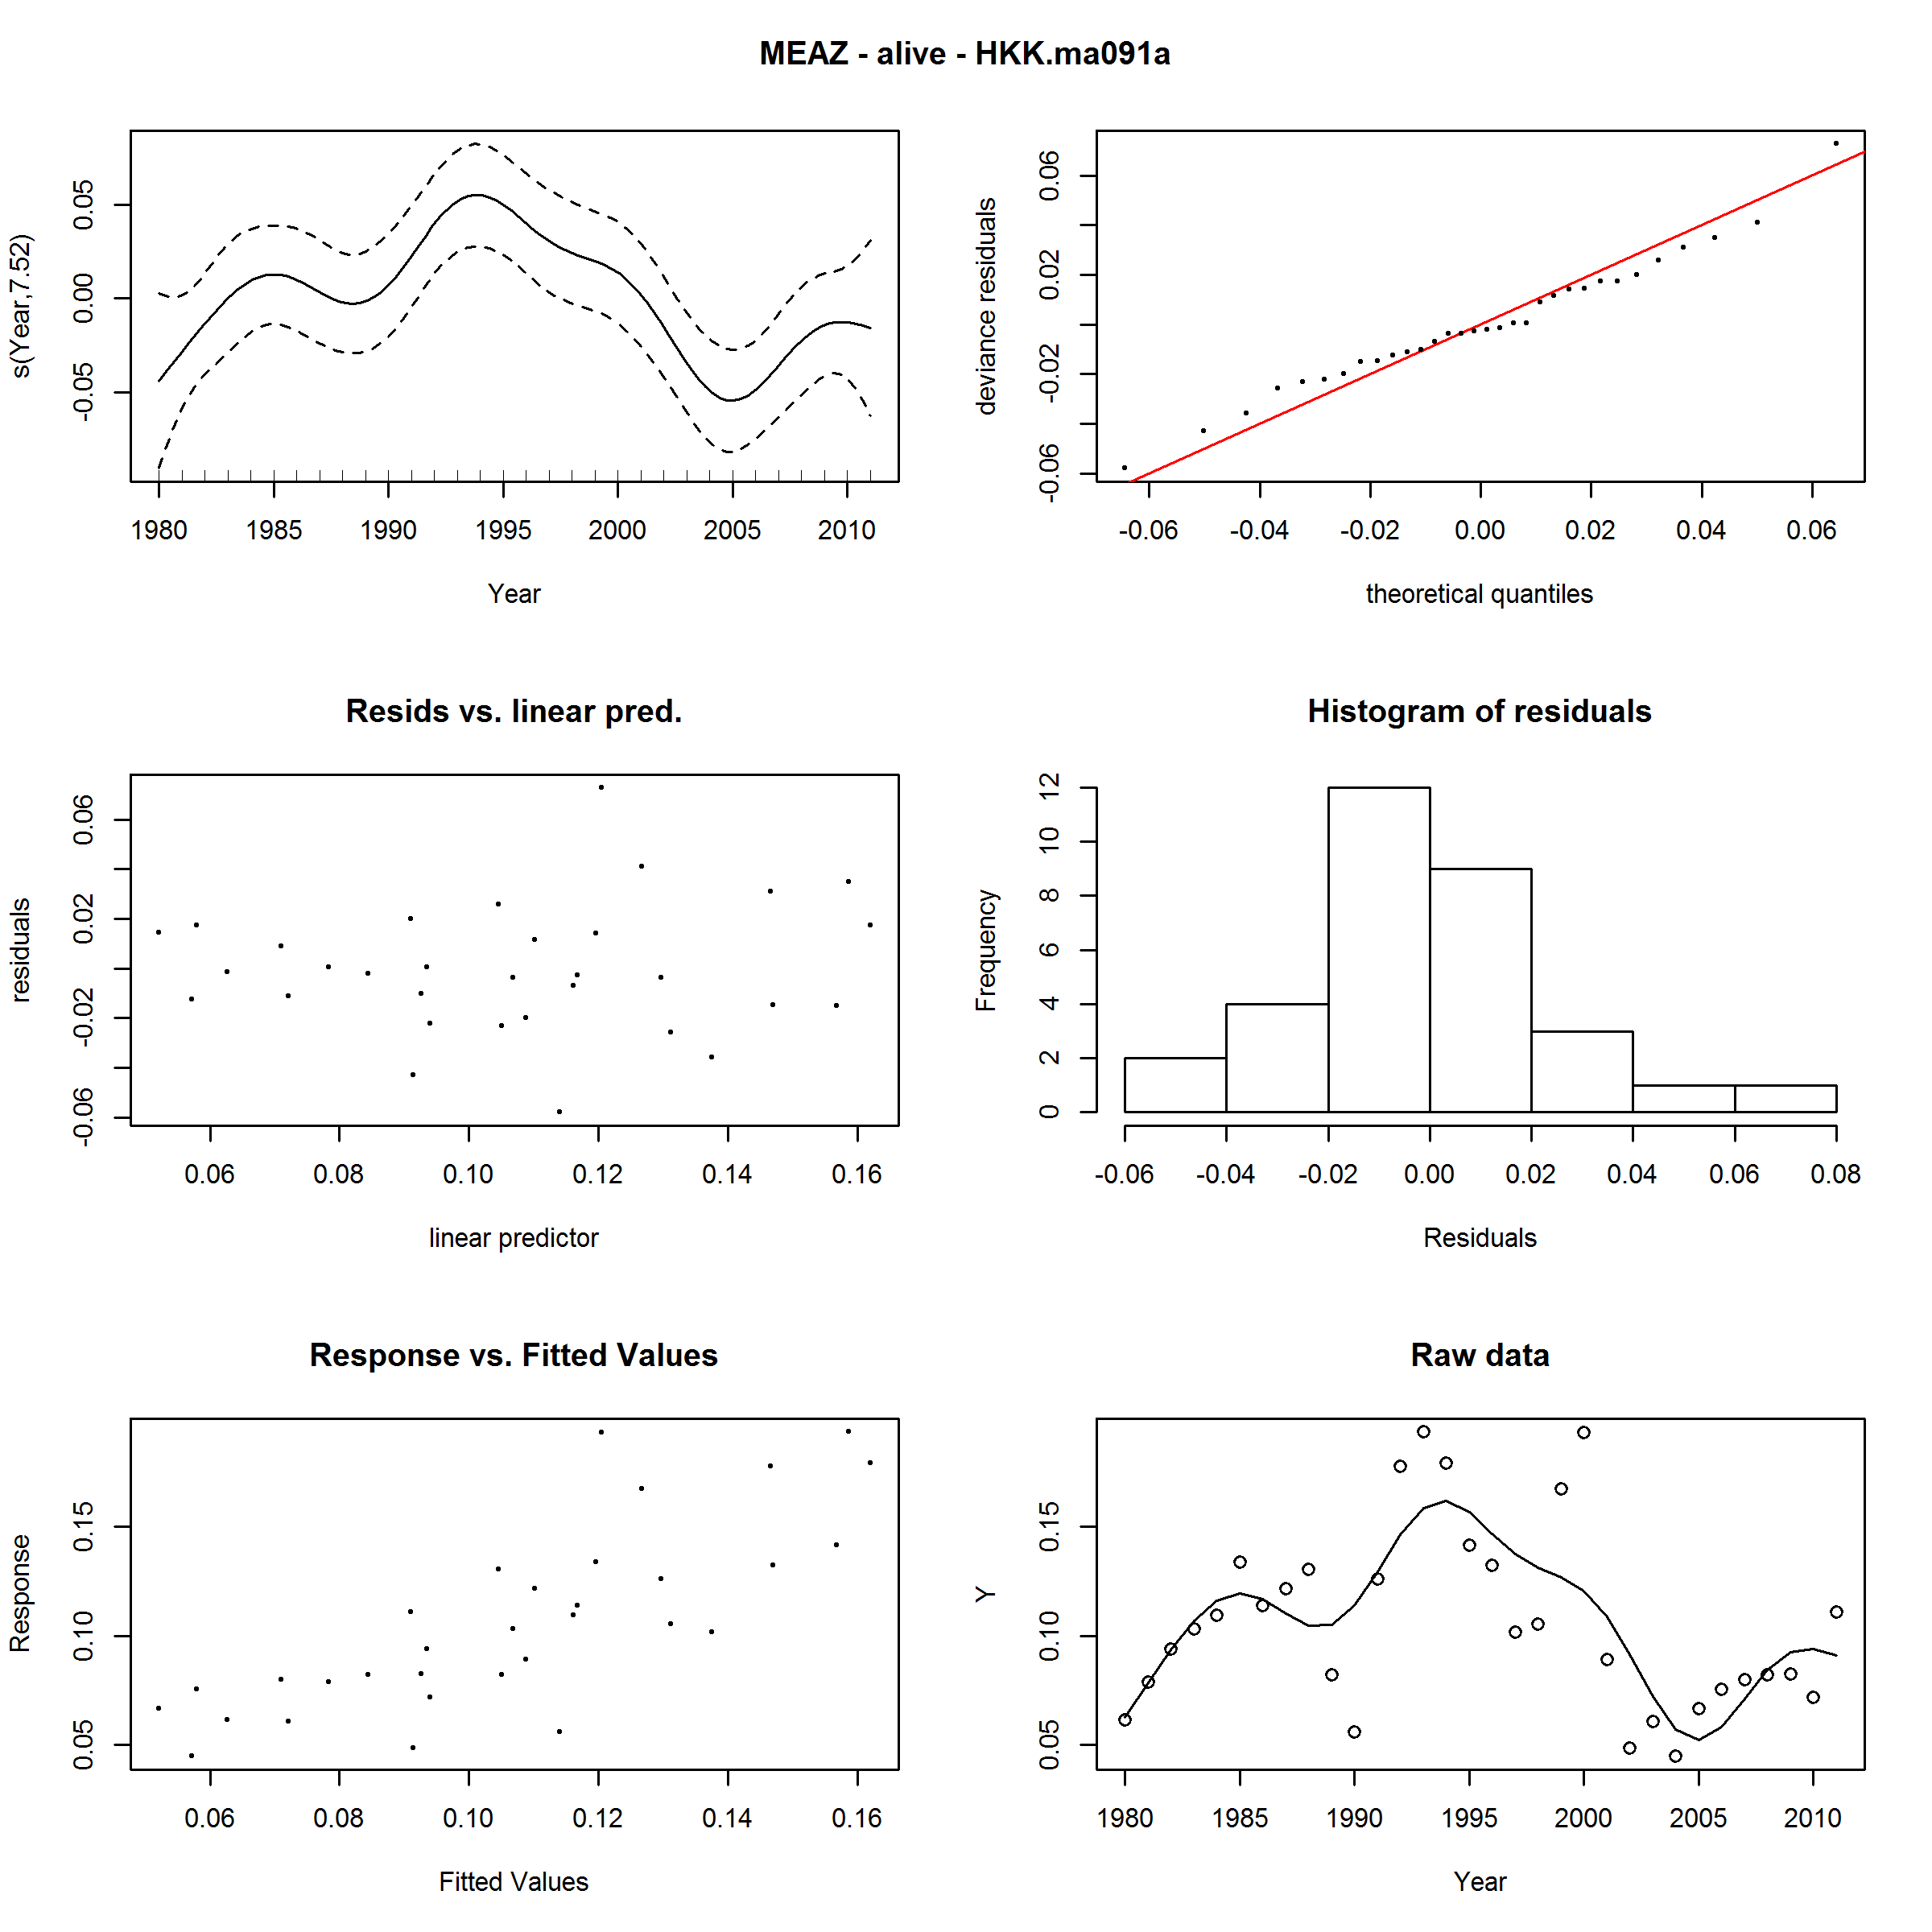 MEAZ - alive - HKK.ma091a
s(Year,7.52)
-0.05 0.00 0.05
1980 1985 1990 1995 2000 2005 2010
Year
deviance residuals
-0.06 -0.02 0.02 0.06
-0.06 -0.04 -0.02 0.00 0.02 0.04 0.06
theoretical quantiles
Resids vs. linear pred.
residuals
-0.06 -0.02 0.02 0.06
0.06 0.08 0.10 0.12 0.14 0.16
linear predictor
Histogram of residuals
Frequency
0 2 4 6 8 10 12
-0.06 -0.04 -0.02 0.00 0.02 0.04 0.06 0.08
Residuals
Response vs. Fitted Values
Response
0.05 0.10 0.15
0.06 0.08 0.10 0.12 0.14 0.16
Fitted Values
Raw data
Y
0.05 0.10 0.15
1980 1985 1990 1995 2000 2005 2010
Year